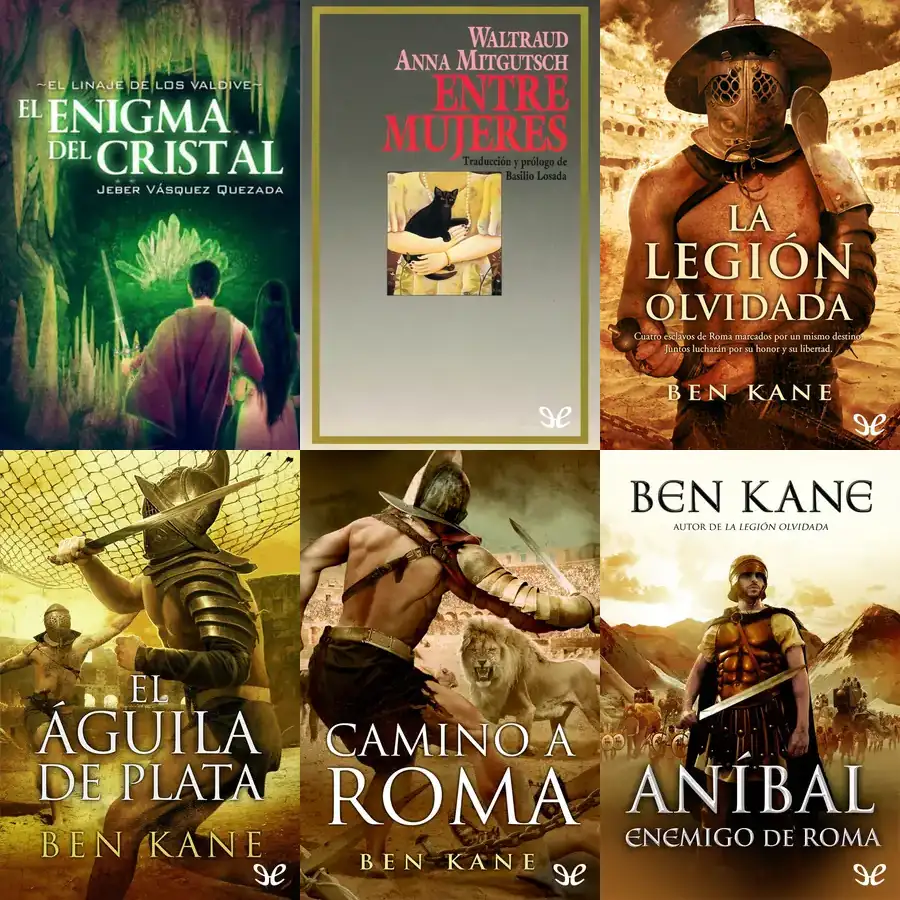 ~EL LINAJE DE LOS VALDIVE~
EL ENIGMA
DEL CRISTAL
JEBER VÁSQUEZ QUEZADA
WALTRAUD
ANNA MITGUTSCH
ENTRE
MUJERES
Traducción y prólogo de
Basilio Losada
LA
LEGIÓN
OLVIDADA
Cuatro esclavos de Roma marcados por un mismo destino.
Juntos lucharán por su honor y su libertad.
BEN KANE
EL
ÁGUILA
DE PLATA
BEN KANE
CAMINO A
ROMA
BEN KANE
BEN KANE
AUTOR DE LA LEGIÓN OLVIDADA
ANÍBAL
ENEMIGO DE ROMA